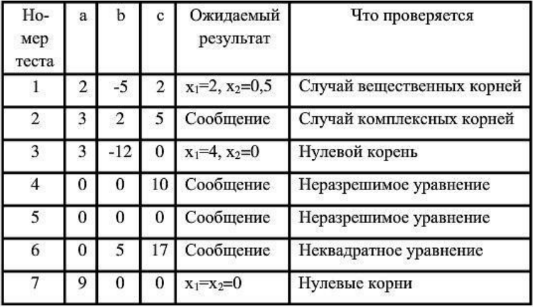 Но-мер теста a b c Ожидаемый результат Что проверяется
1 2 -5 2 x₁=2, x₂=0,5 Случай вещественных корней
2 3 2 5 Сообщение Случай комплексных корней
3 3 -12 0 x₁=4, x₂=0 Нулевой корень
4 0 0 10 Сообщение Неразрешимое уравнение
5 0 0 0 Сообщение Неразрешимое уравнение
6 0 5 17 Сообщение Неквадратное уравнение
7 9 0 0 x₁=x₂=0 Нулевые корни